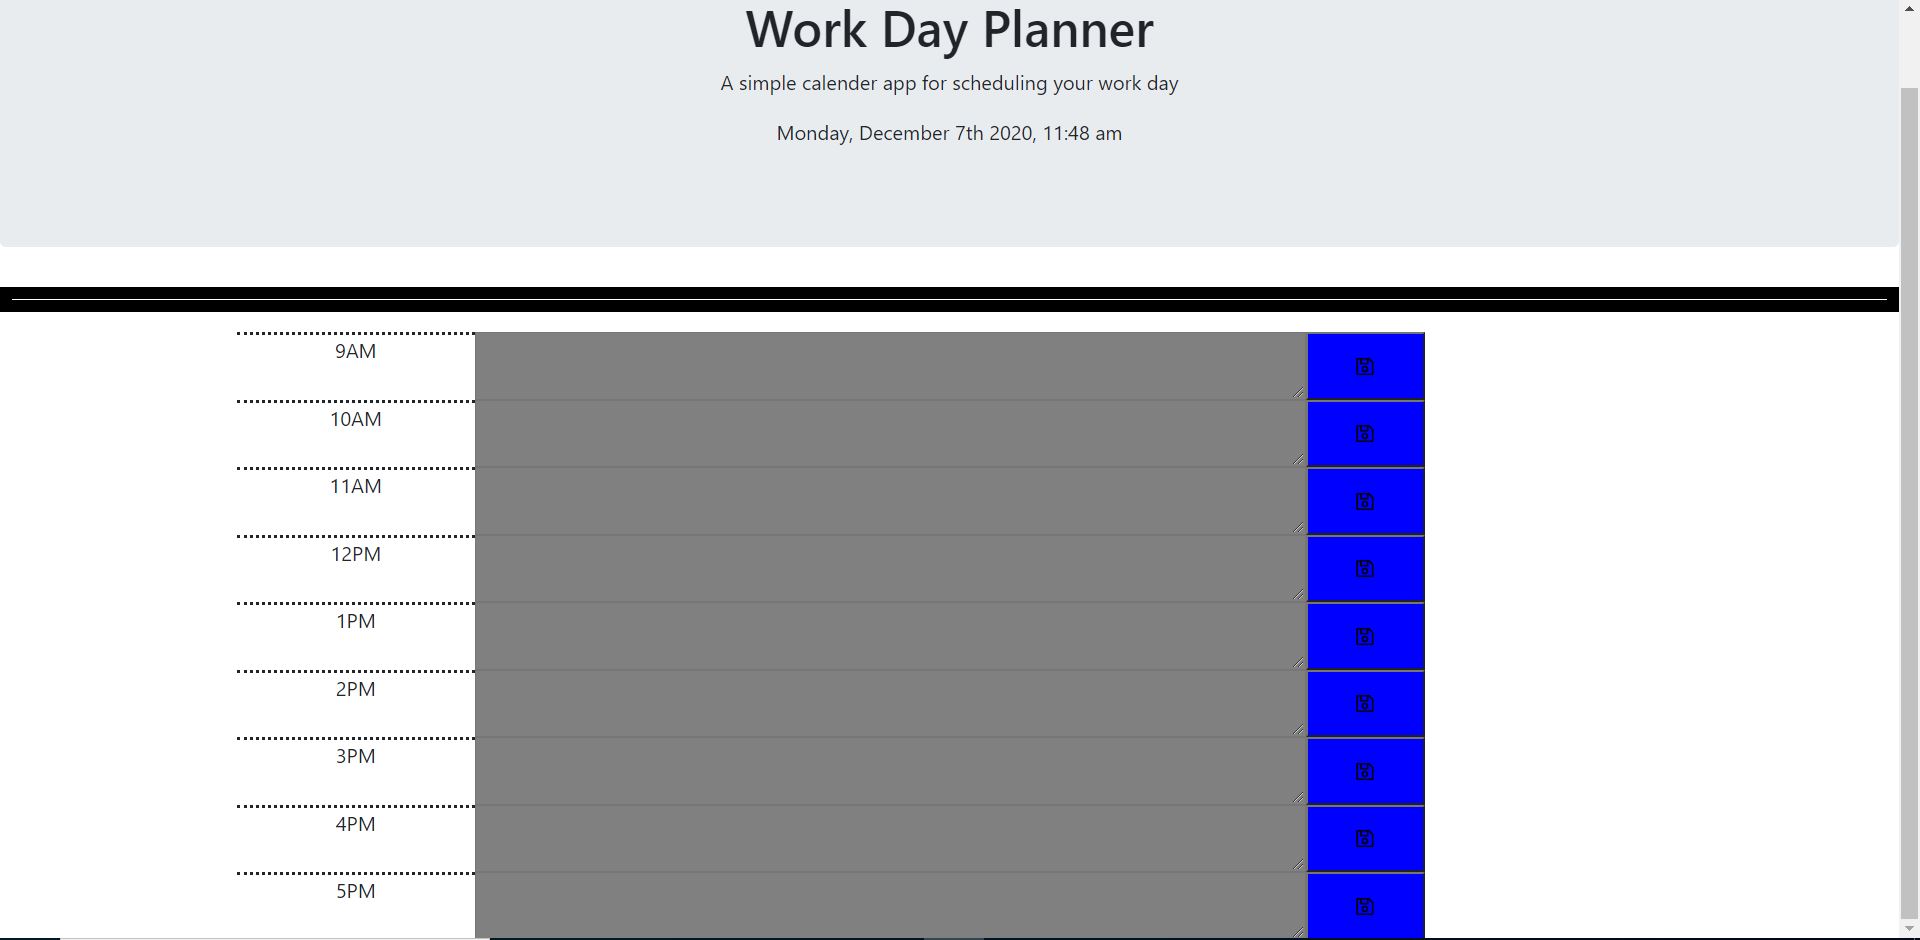 Work Day Planner
A simple calender app for scheduling your work day
Monday, December 7th 2020, 11:48 am
9AM
10AM
11AM
12PM
1PM
2PM
3PM
4PM
5PM